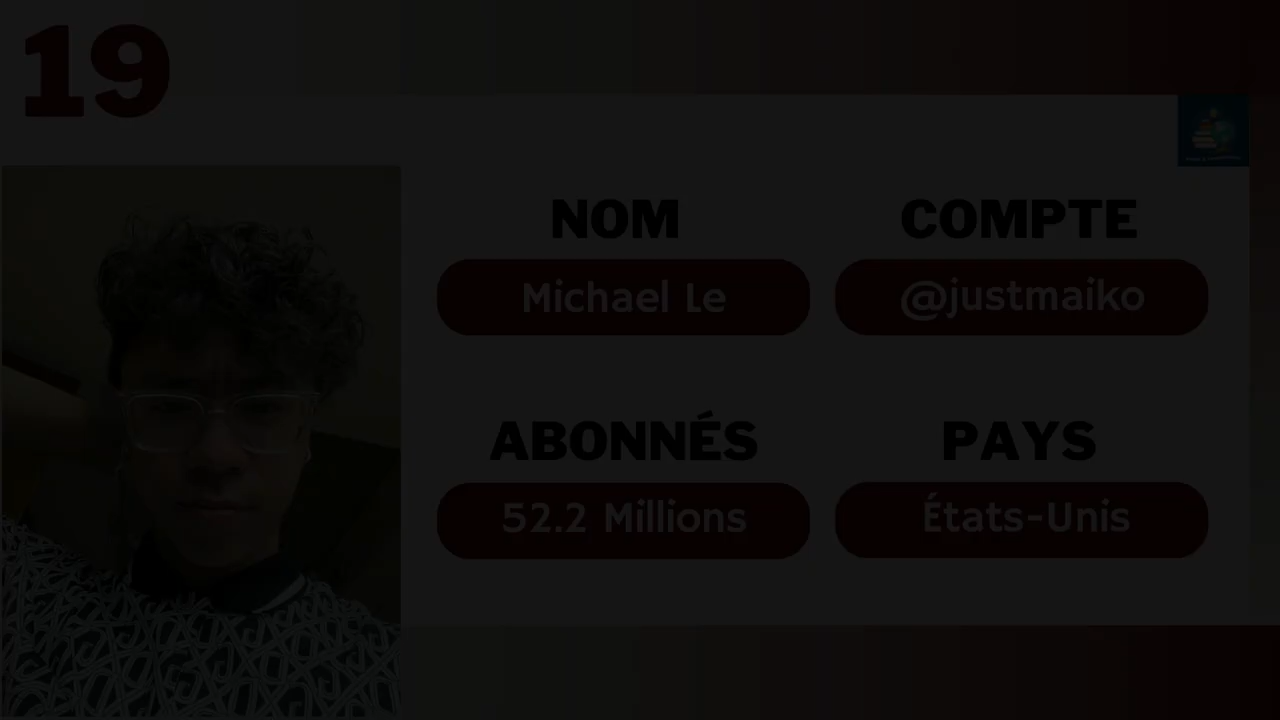 19
NOM
COMPTE
Michael Le
@justmaiko
ABONNÉS
PAYS
52.2 Millions
États-Unis